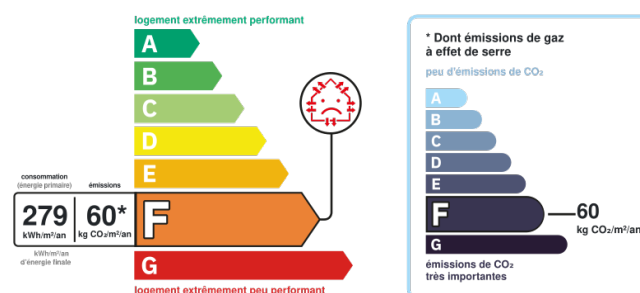 logement extrêmement performant
A
B
C
D
E
consommation
(énergie primaire)
émissions
279
kWh/m²/an
60*
kg CO₂/m²/an
F
kWh/m²/an
d'énergie finale
G
logement extrêmement peu performant
* Dont émissions de gaz
à effet de serre
peu d'émissions de CO₂
A
B
C
D
E
F
60
kg CO₂/m²/an
G
émissions de CO₂
très importantes